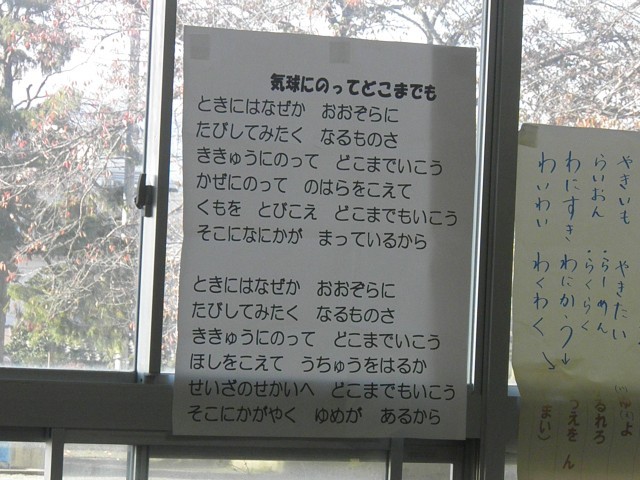 気球にのってどこまでも
ときにはなぜか おおぞらに
たびしてみたく なるものさ
ききゅうにのって どこまでいこう
かぜにのって のはらをこえて
くもを とびこえ どこまでもいこう
そこになにかが まっているから
ときにはなぜか おおぞらに
たびしてみたく なるものさ
ききゅうにのって どこまでいこう
ほしをこえて うちゅうをはるか
せいざのせかいへ どこまでもいこう
そこにかがやく ゆめが あるから
やきいも やきたい
らいおん らーめん らくらく
わにすき わにかう
わいわい わくわく